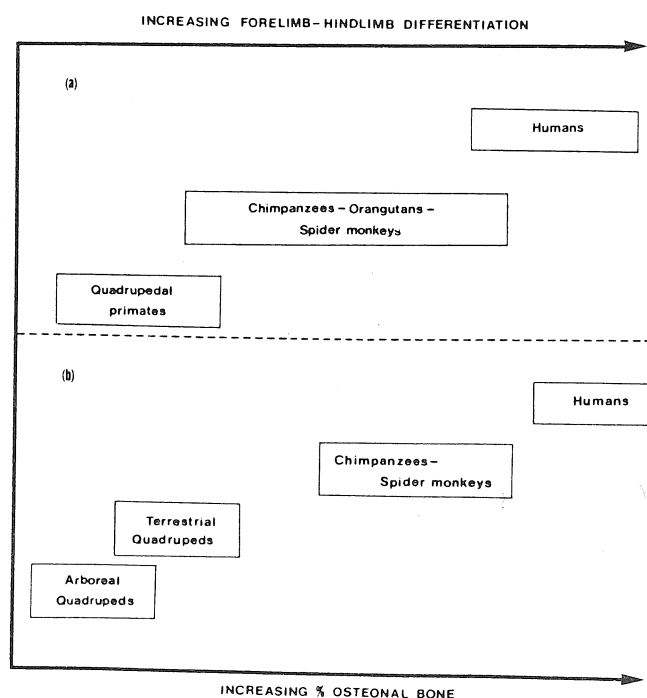 INCREASING FORELIMB-HINDLIMB DIFFERENTIATION
(a)
Humans
Chimpanzees-Orangutans-
Spider monkeys
Quadrupedal
primates
(b)
Humans
Chimpanzees-
Spider monkeys
Terrestrial
Quadrupeds
Arboreal
Quadrupeds
INCREASING % OSTEONAL BONE